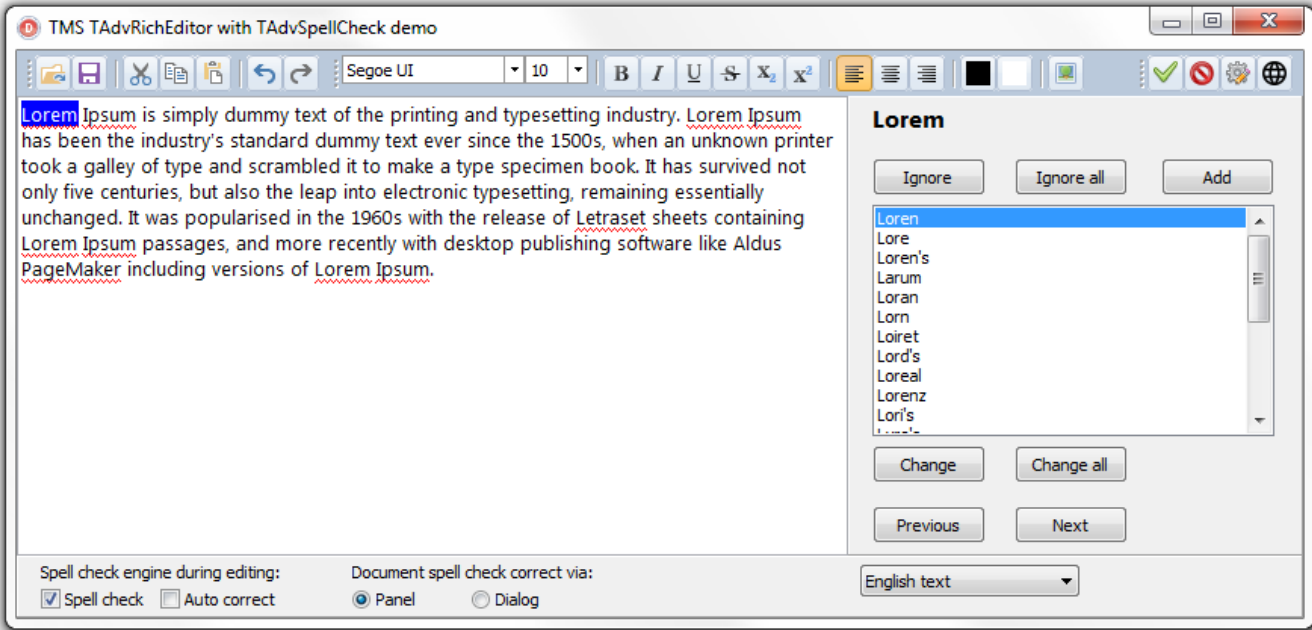 TMS TAdvRichEditor with TAdvSpellCheck demo
Segoe UI 10 B I U S X₂ X²
Lorem Ipsum is simply dummy text of the printing and typesetting industry. Lorem Ipsum
has been the industry's standard dummy text ever since the 1500s, when an unknown printer
took a galley of type and scrambled it to make a type specimen book. It has survived not
only five centuries, but also the leap into electronic typesetting, remaining essentially
unchanged. It was popularised in the 1960s with the release of Letraset sheets containing
Lorem Ipsum passages, and more recently with desktop publishing software like Aldus
PageMaker including versions of Lorem Ipsum.
Lorem
Ignore Ignore all Add
Loren
Lore
Loren's
Larum
Loran
Lorn
Loiret
Lord's
Loreal
Lorenz
Lori's
Change Change all
Previous Next
Spell check engine during editing:
Spell check Auto correct
Document spell check correct via:
Panel Dialog
English text